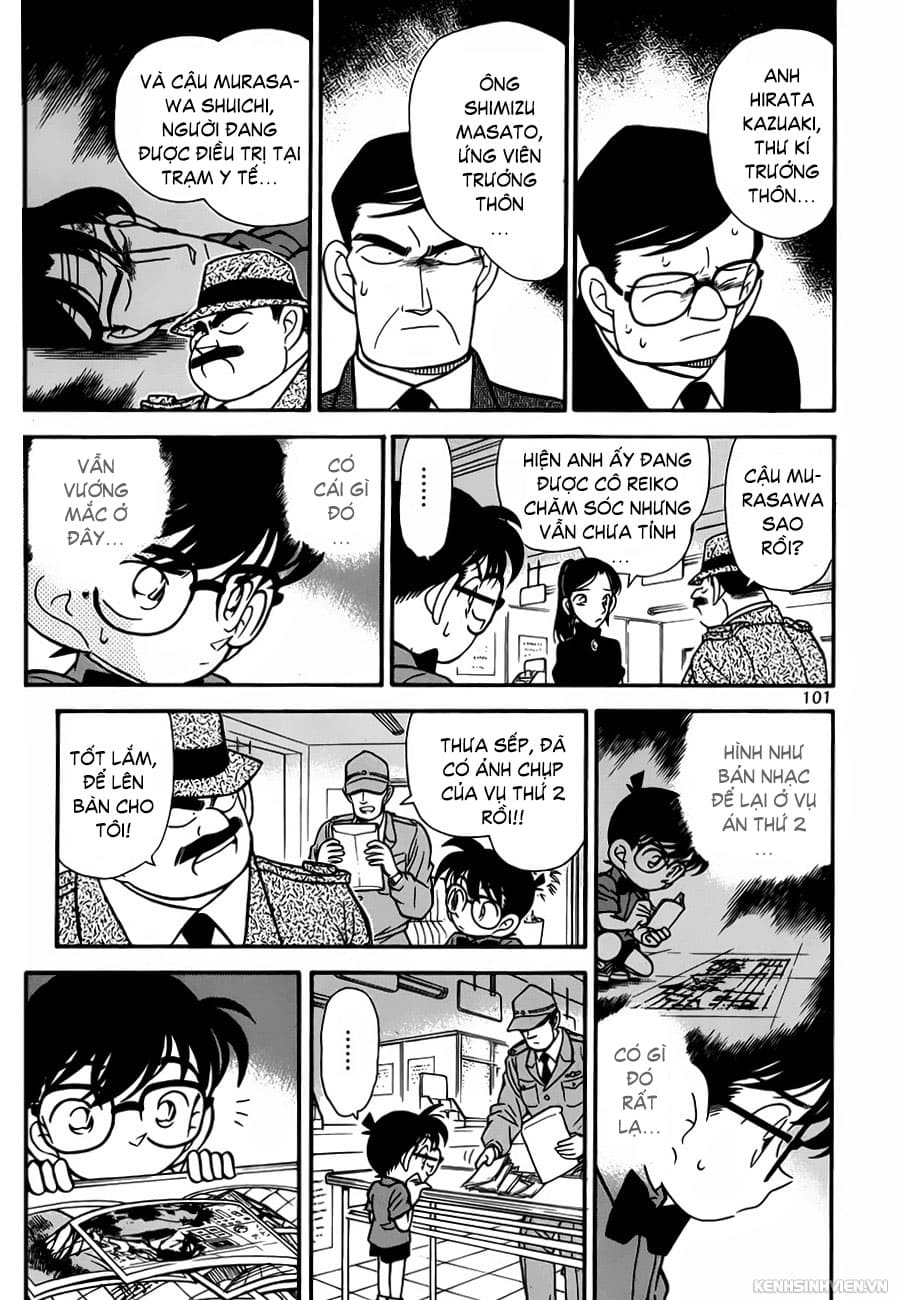 ANH
HIRATA
KAZUAKI,
THƯ KÍ
TRƯỞNG
THÔN...
ÔNG
SHIMIZU
MASATO,
ỨNG VIÊN
TRƯỞNG
THÔN
...
VÀ CẬU MURASA-
WA SHUICHI,
NGƯỜI ĐANG
ĐƯỢC ĐIỀU TRỊ TẠI
TRẠM Y TẾ...
CẬU MU-
RASAWA
SAO
RỒI?
HIỆN ANH ẤY ĐANG
ĐƯỢC CÔ REIKO
CHĂM SÓC NHƯNG
VẪN CHƯA TỈNH
...
......
CÓ
CÁI GÌ
ĐÓ
...
VẪN
VƯỚNG
MẮC Ở
ĐÂY...
101
HÌNH NHƯ
BẢN NHẠC
ĐỂ LẠI Ở VỤ
ÁN THỨ 2
...
CÓ GÌ
ĐÓ
RẤT
LẠ...
THƯA SẾP, ĐÃ
CÓ ẢNH CHỤP
CỦA VỤ THỨ 2
RỒI!!
TỐT LẮM,
ĐỂ LÊN
BÀN CHO
TÔI!
......
KENHSINHVIEN.VN